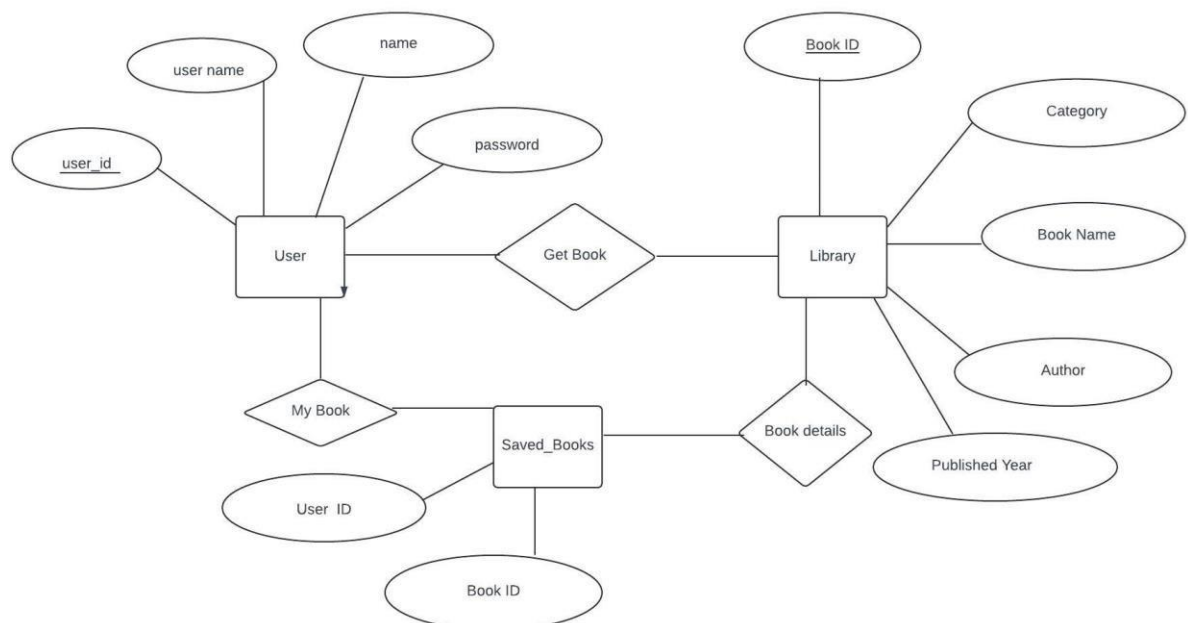 name
Book ID
user name
Category
password
user_id
Book Name
User
Get Book
Library
Author
My Book
Book details
Saved_Books
Published Year
User ID
Book ID